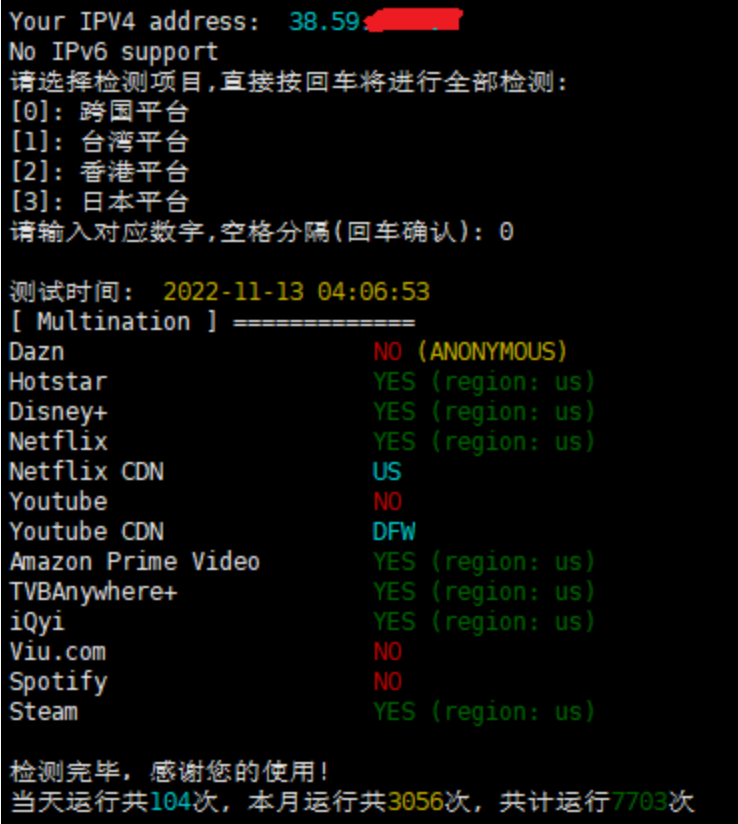 Your IPV4 address: 38.59.
No IPv6 support
请选择检测项目,直接按回车将进行全部检测:
[0]: 跨国平台
[1]: 台湾平台
[2]: 香港平台
[3]: 日本平台
请输入对应数字,空格分隔(回车确认): 0
测试时间: 2022-11-13 04:06:53
[ Multination ] =============
Dazn NO (ANONYMOUS)
Hotstar YES (region: us)
Disney+ YES (region: us)
Netflix YES (region: us)
Netflix CDN US
Youtube NO
Youtube CDN DFW
Amazon Prime Video YES (region: us)
TVBAnywhere+ YES (region: us)
iQyi YES (region: us)
Viu.com NO
Spotify NO
Steam YES (region: us)
检测完毕, 感谢您的使用!
当天运行共104次, 本月运行共3056次, 共计运行7703次